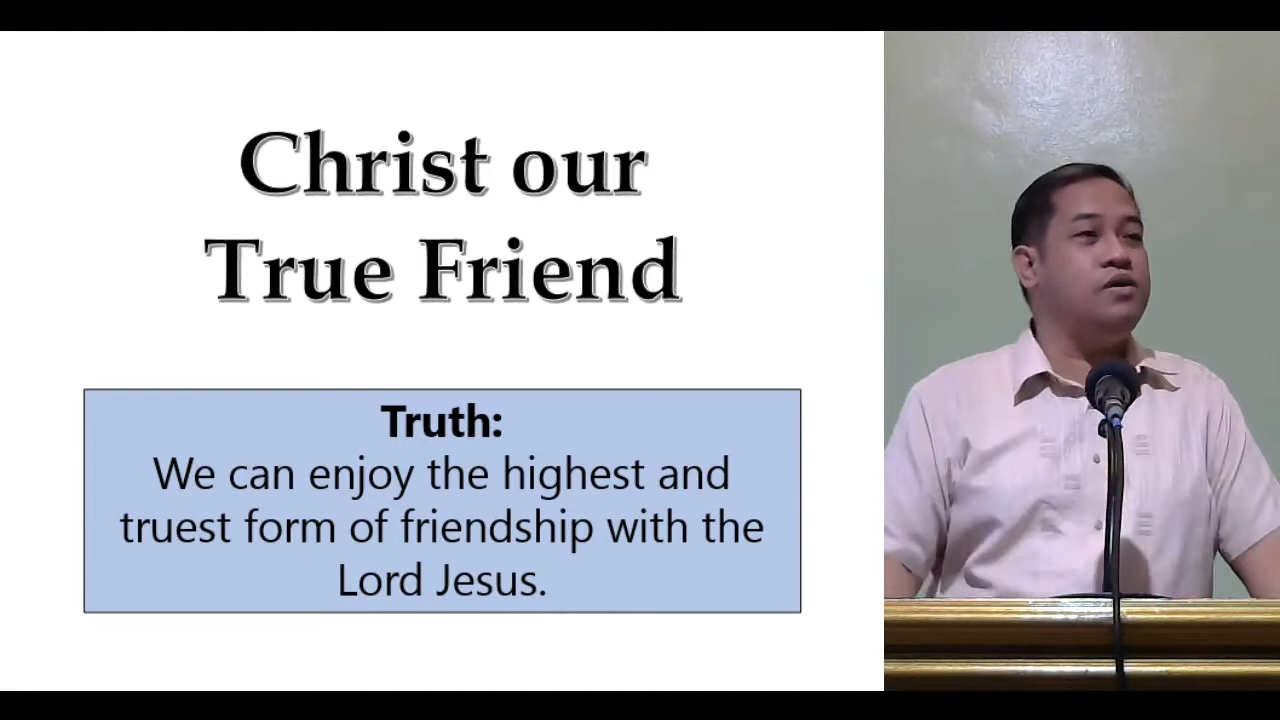 Christ our
True Friend
Truth:
We can enjoy the highest and
truest form of friendship with the
Lord Jesus.